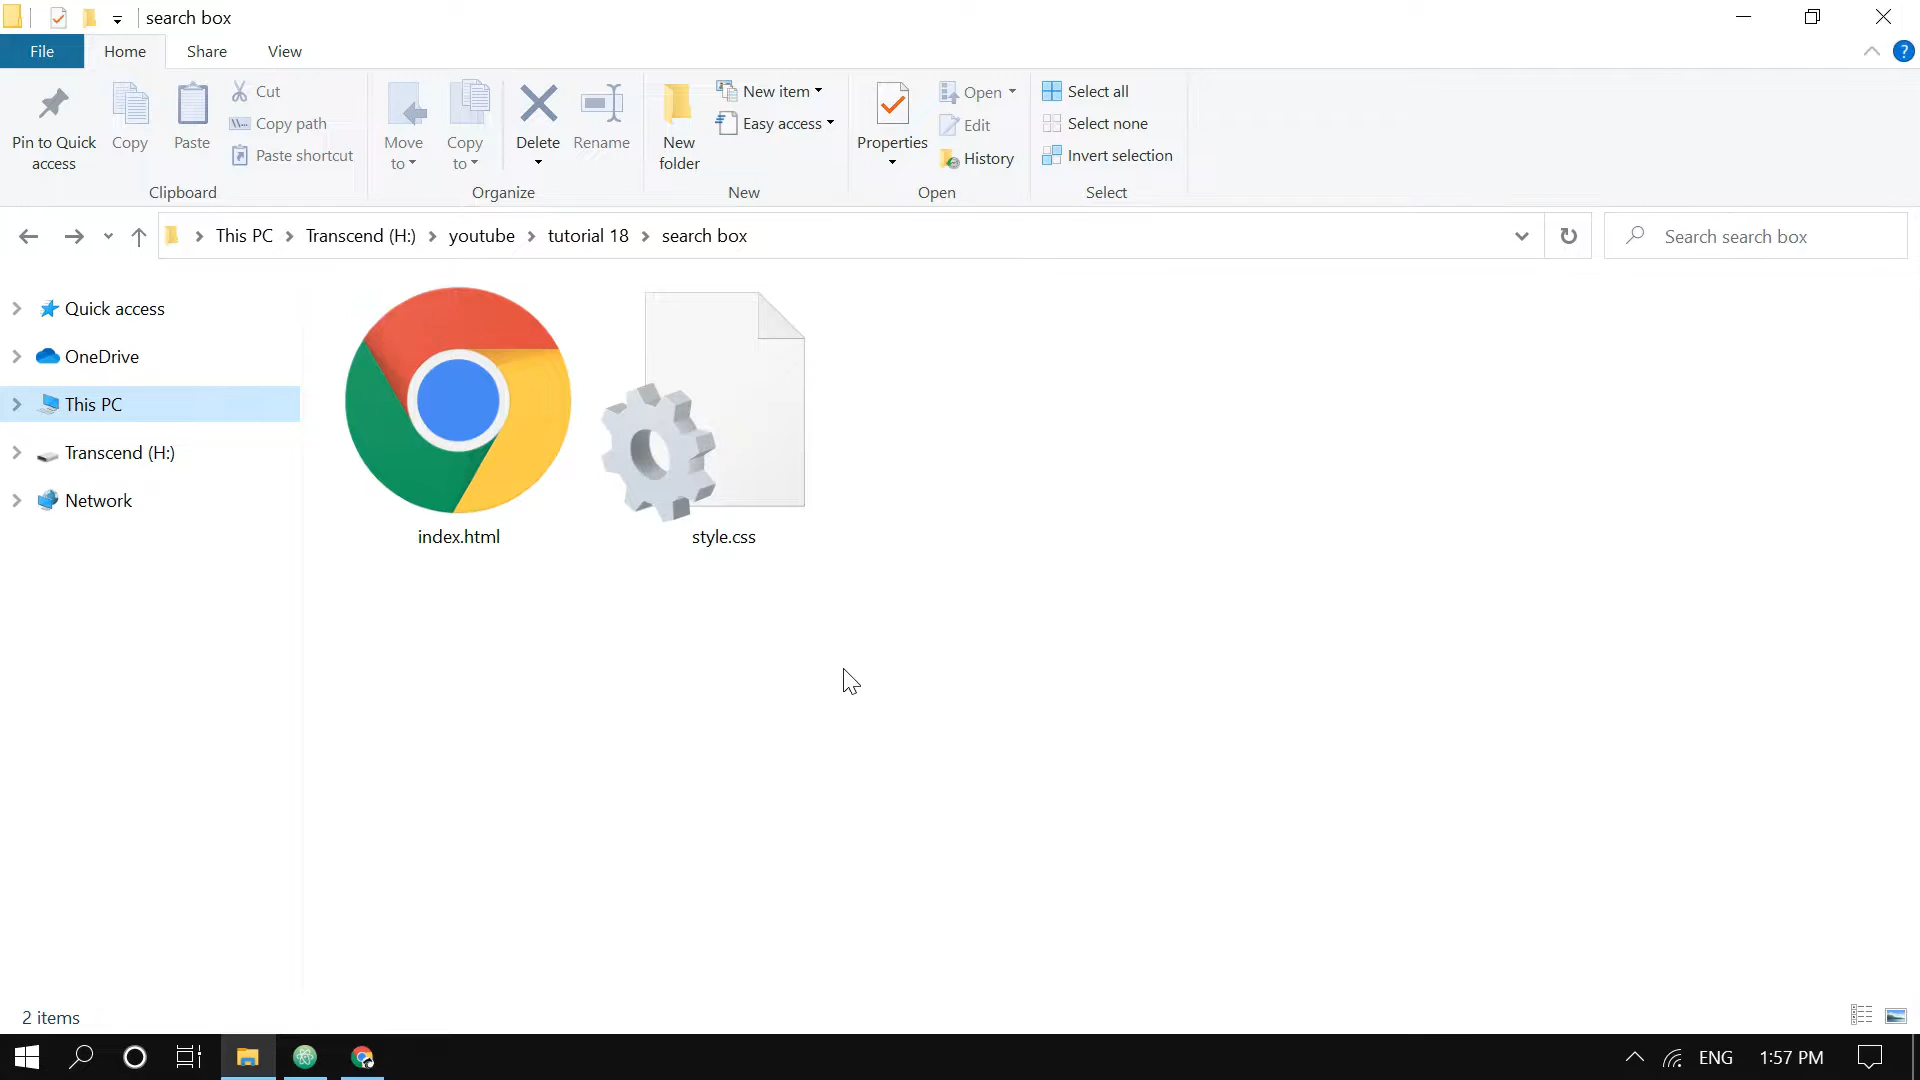 search box
File
Home
Share
View
Pin to Quick
access
Copy
Paste
Cut
Copy path
Paste shortcut
Clipboard
Move
to
Copy
to
Delete
Rename
Organize
New
folder
New item
Easy access
New
Properties
Open
Edit
History
Open
Select all
Select none
Invert selection
Select
This PC
Transcend (H:)
youtube
tutorial 18
search box
Search search box
Quick access
OneDrive
This PC
Transcend (H:)
Network
index.html
style.css
2 items
ENG
1:57 PM